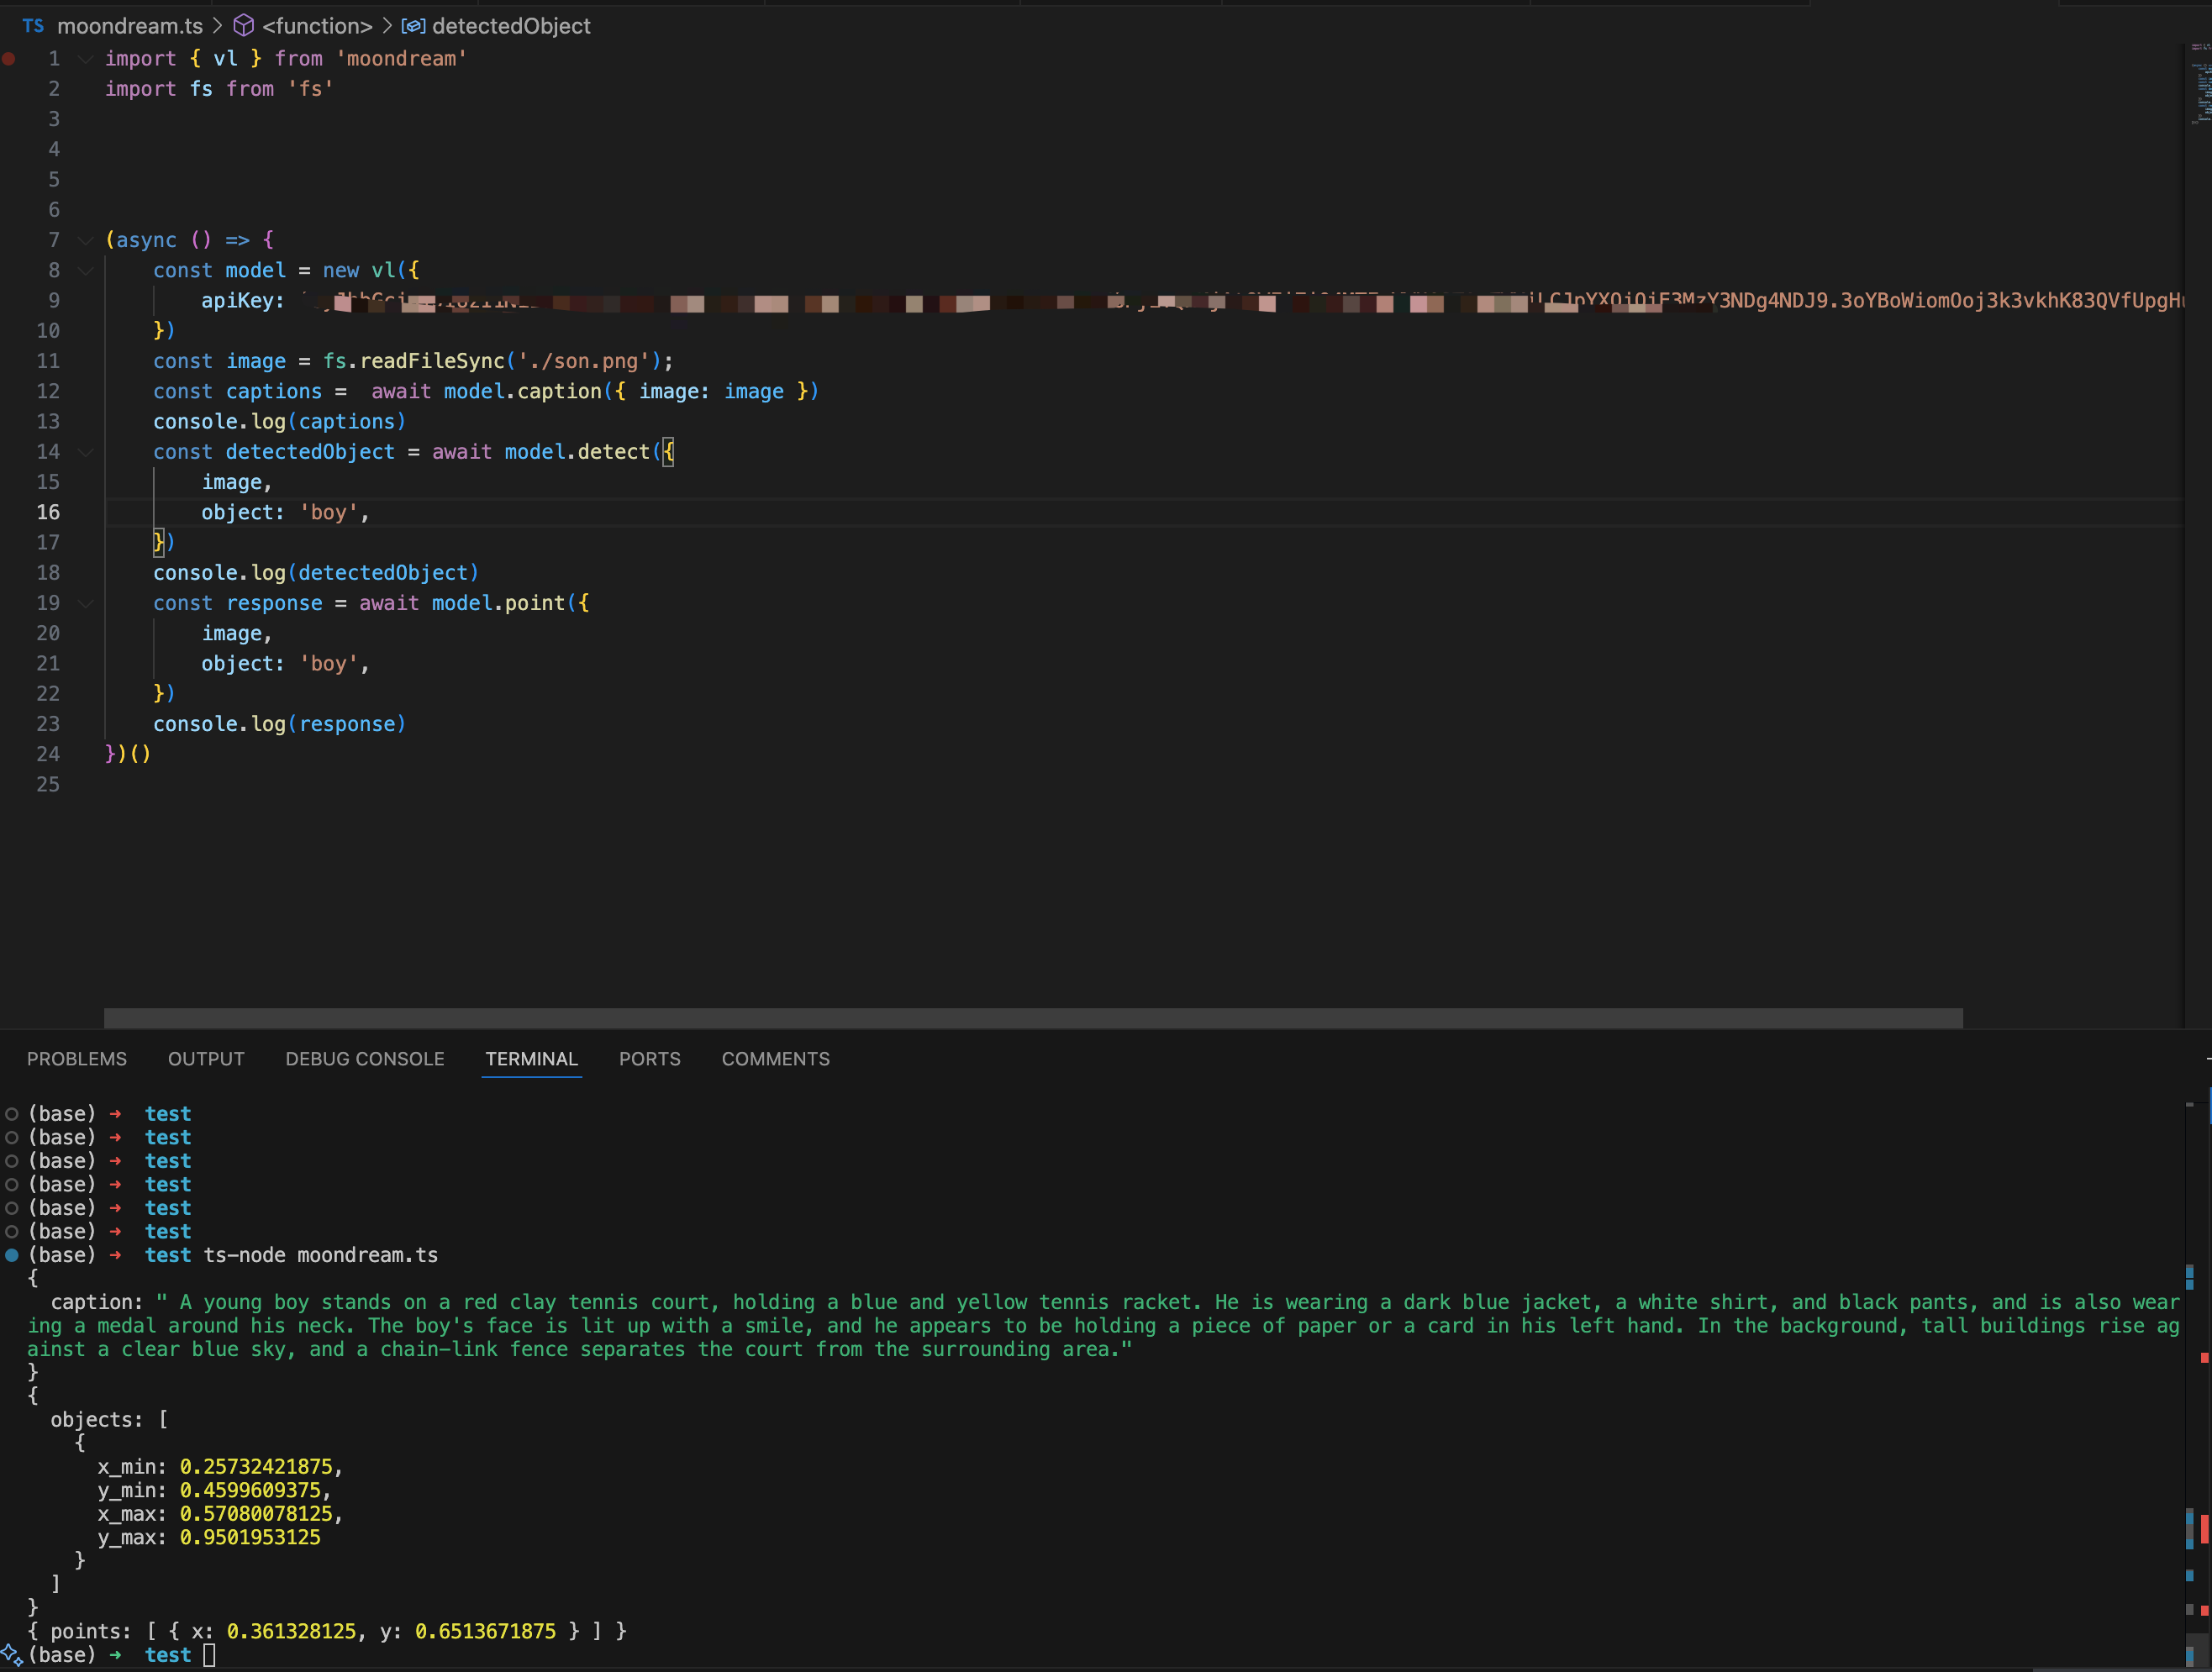 TS moondream.ts > <function> > detectedObject
1 import { vl } from 'moondream'
2 import fs from 'fs'
3
4
5
6
7 (async () => {
8 const model = new vl({
9 apiKey:
10 })
11 const image = fs.readFileSync('./son.png');
12 const captions =  await model.caption({ image: image })
13 console.log(captions)
14 const detectedObject = await model.detect({
15 image,
16 object: 'boy',
17 })
18 console.log(detectedObject)
19 const response = await model.point({
20 image,
21 object: 'boy',
22 })
23 console.log(response)
24 })()
25
PROBLEMS OUTPUT DEBUG CONSOLE TERMINAL PORTS COMMENTS
(base) → test
(base) → test
(base) → test
(base) → test
(base) → test
(base) → test
(base) → test ts-node moondream.ts
{
caption: " A young boy stands on a red clay tennis court, holding a blue and yellow tennis racket. He is wearing a dark blue jacket, a white shirt, and black pants, and is also wear
ing a medal around his neck. The boy's face is lit up with a smile, and he appears to be holding a piece of paper or a card in his left hand. In the background, tall buildings rise ag
ainst a clear blue sky, and a chain-link fence separates the court from the surrounding area."
}
{
objects: [
{
x_min: 0.25732421875,
y_min: 0.4599609375,
x_max: 0.57080078125,
y_max: 0.9501953125
}
]
}
{ points: [ { x: 0.361328125, y: 0.6513671875 } ] }
(base) → test